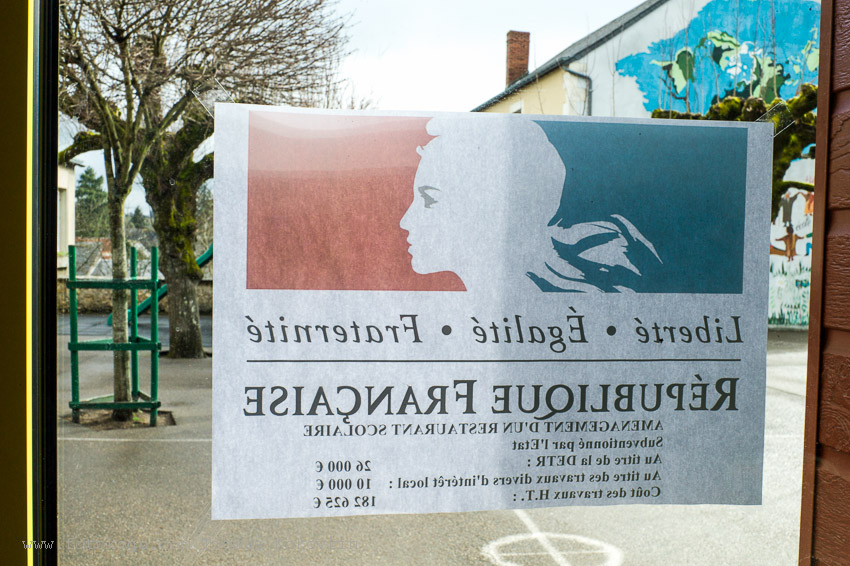 Liberté • Égalité • Fraternité
RÉPUBLIQUE FRANÇAISE
AMENAGEMENT D'UN RESTAURANT SCOLAIRE
Subventionné par l'Etat
Au titre de la DETR : 26 000 €
Au titre des travaux divers d'intérêt local : 10 000 €
Coût des travaux H.T. : 182 625 €
www